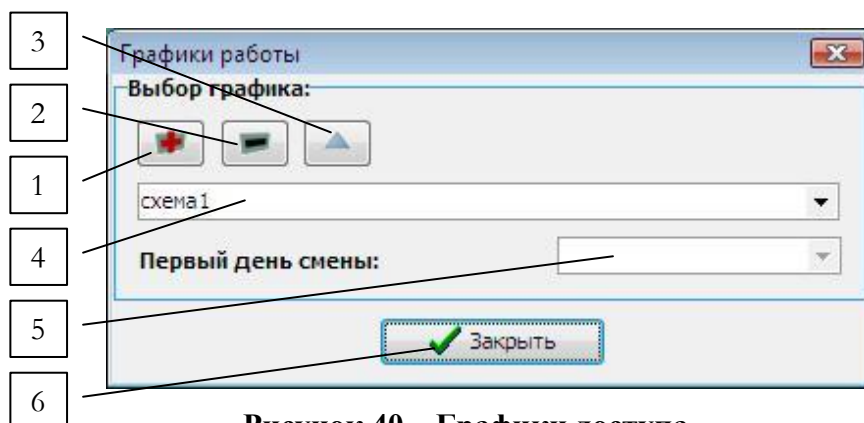 3
Графики работы
Выбор графика:
2
1
схема1
4
Первый день смены:
5
Закрыть
6
Рисунок 40 – Графики доступа